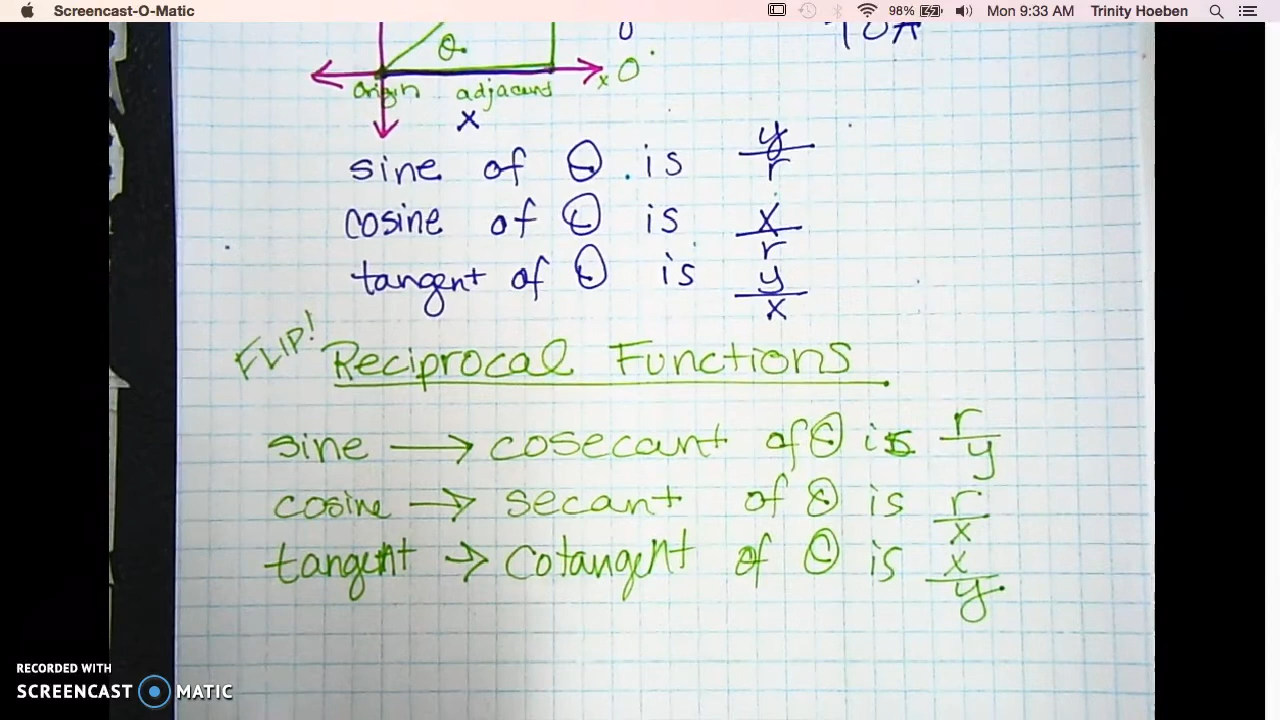 Screencast-O-Matic 98% Mon 9:33 AM Trinity Hoeben
θ
0
x 0
origin adjacent
x
sine of θ is y/r
cosine of θ is x/r
tangent of θ is y/x
FLIP!
Reciprocal Functions
sine → cosecant of θ is r/y
cosine → secant of θ is r/x
tangent → cotangent of θ is x/y
RECORDED WITH
SCREENCAST MATIC